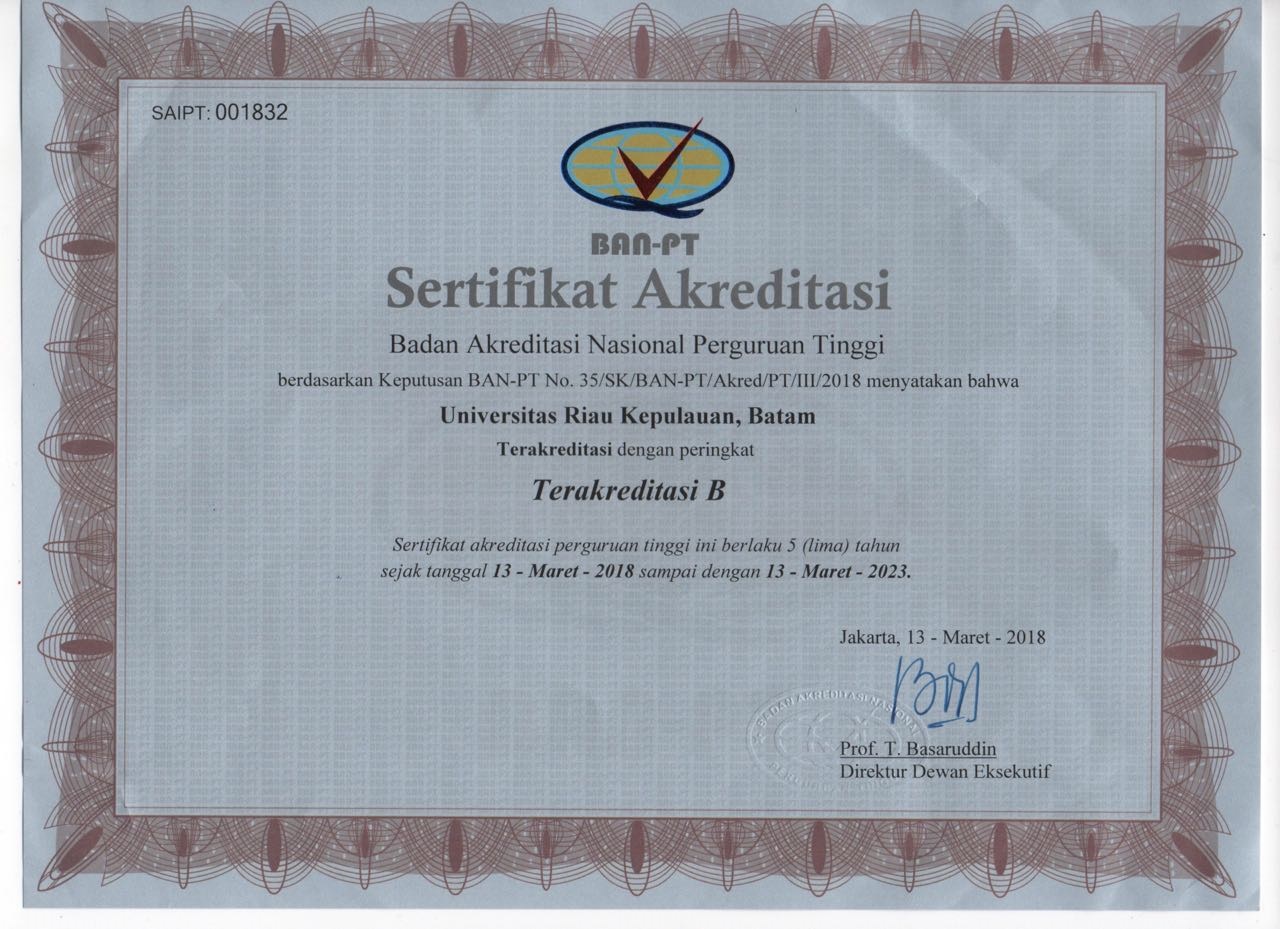 SAIPT: 001832
BAN-PT
Sertifikat Akreditasi
Badan Akreditasi Nasional Perguruan Tinggi
berdasarkan Keputusan BAN-PT No. 35/SK/BAN-PT/Akred/PT/III/2018 menyatakan bahwa
Universitas Riau Kepulauan, Batam
Terakreditasi dengan peringkat
Terakreditasi B
Sertifikat akreditasi perguruan tinggi ini berlaku 5 (lima) tahun
sejak tanggal 13 - Maret - 2018 sampai dengan 13 - Maret - 2023.
Jakarta, 13 - Maret - 2018
BADAN AKREDITASI NASIONAL
Prof. T. Basaruddin
Direktur Dewan Eksekutif